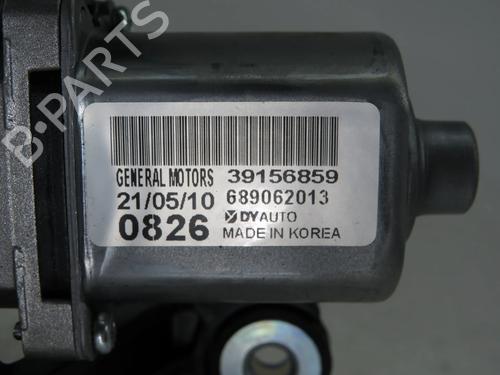 B-PARTS
GENERAL MOTORS 39156859
21/05/10 689062013
0826 DYAUTO
MADE IN KOREA